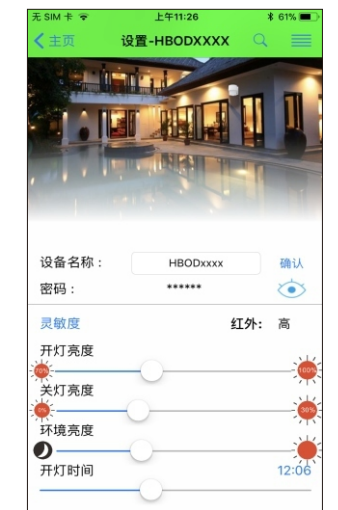 无 SIM 卡 上午11:26 61%
主页 设置-HBODXXXX
设备名称： HBODxxxx 确认
密码： ******
灵敏度 红外： 高
开灯亮度
70% 100%
关灯亮度
0% 30%
环境亮度
开灯时间 12:06